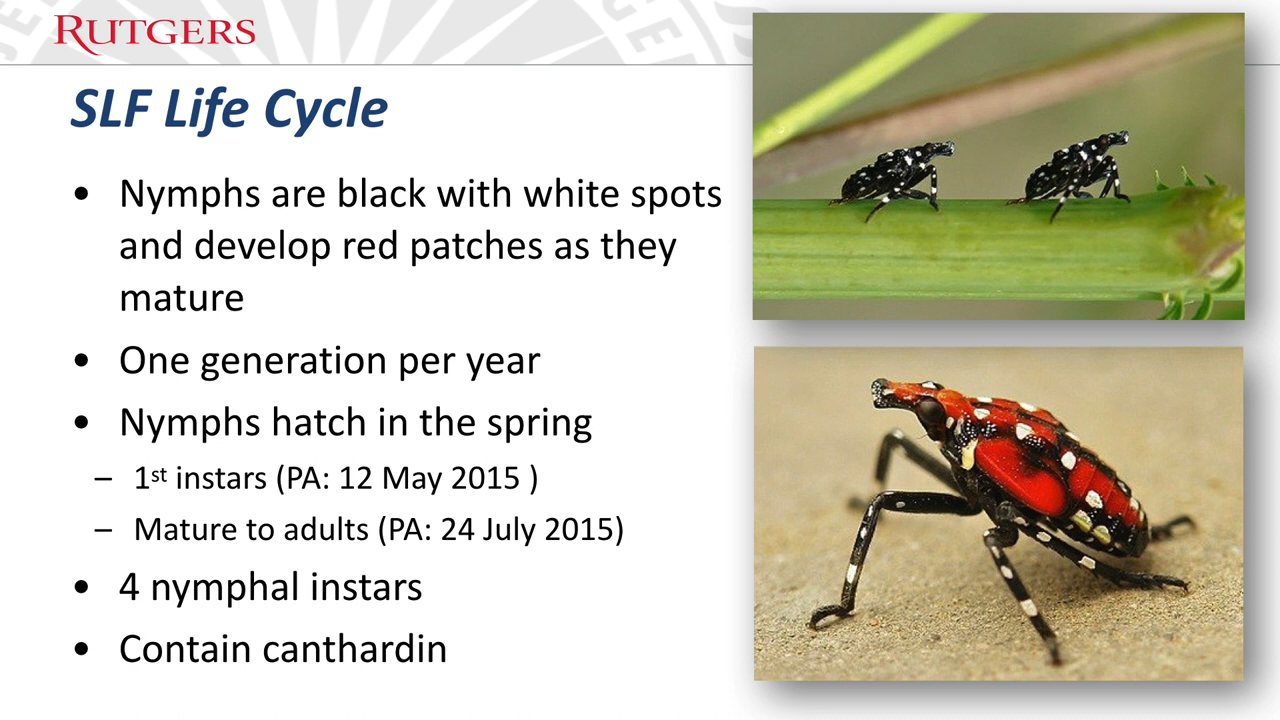 RUTGERS
SLF Life Cycle
• Nymphs are black with white spots
and develop red patches as they
mature
• One generation per year
• Nymphs hatch in the spring
– 1st instars (PA: 12 May 2015 )
– Mature to adults (PA: 24 July 2015)
• 4 nymphal instars
• Contain canthardin